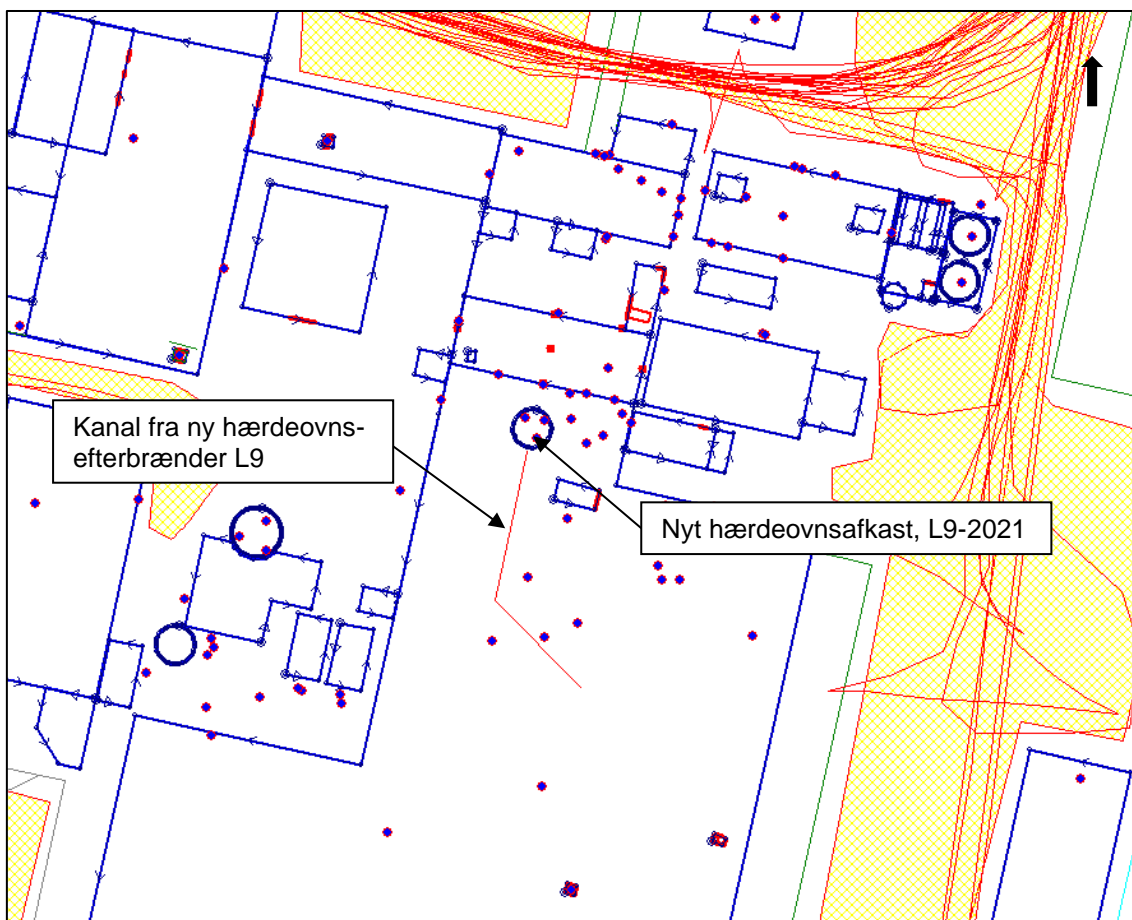 Kanal fra ny hærdeovns-
efterbrænder L9
Nyt hærdeovnsafkast, L9-2021